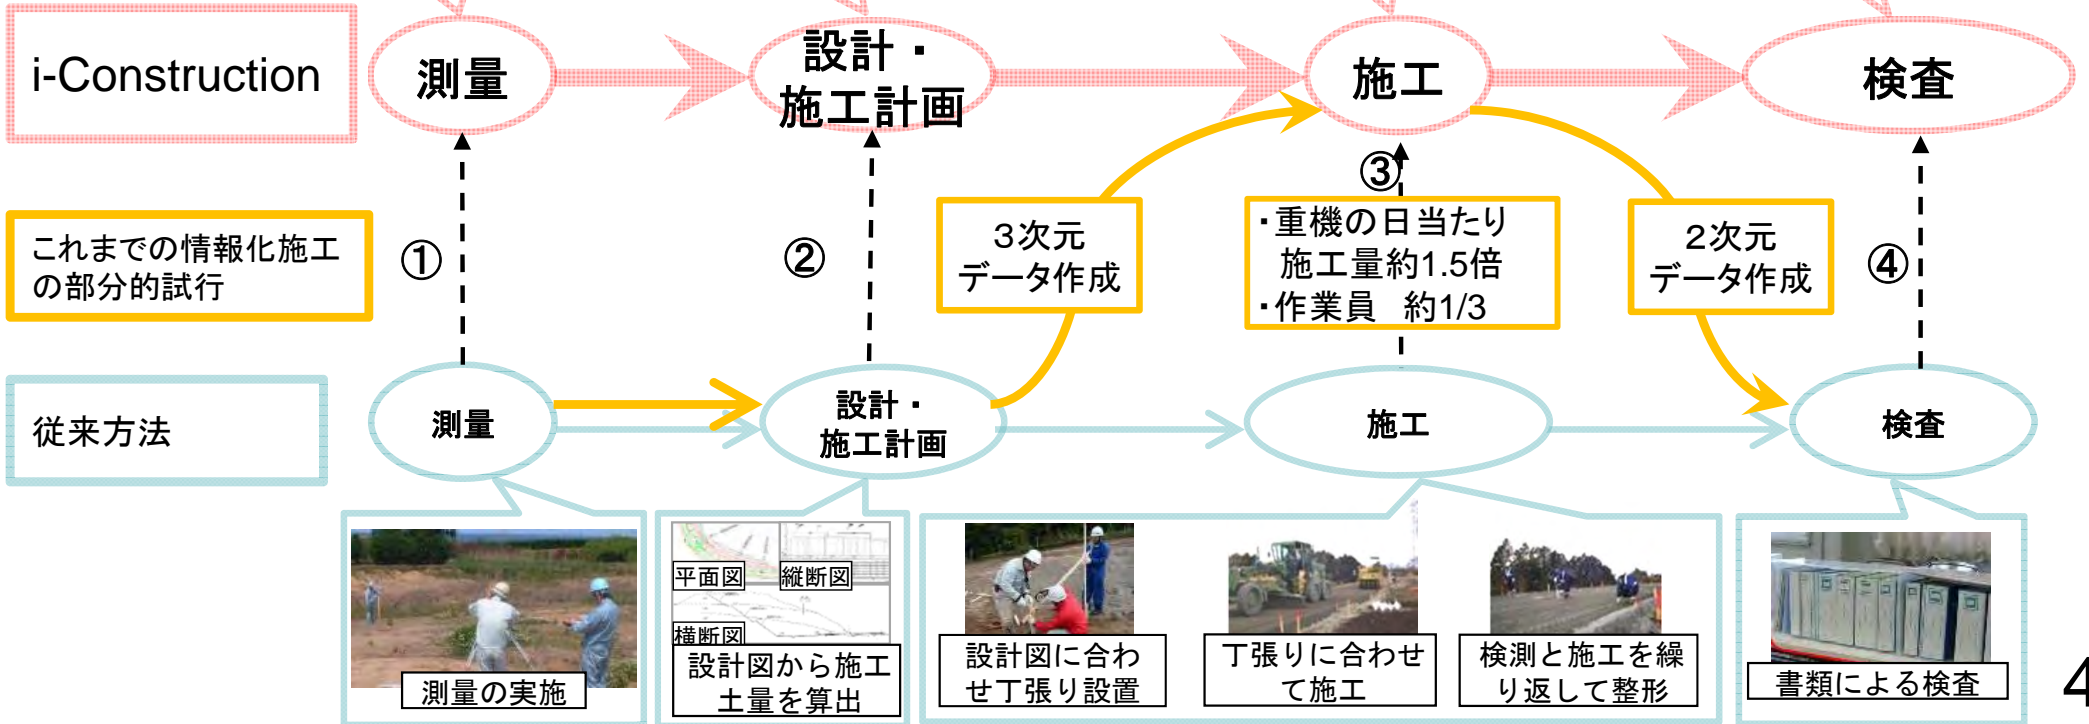 i-Construction
測量
設計・
施工計画
施工
検査
これまでの情報化施工
の部分的試行
①
②
3次元
データ作成
③
・重機の日当たり
施工量約1.5倍
・作業員　約1/3
2次元
データ作成
④
従来方法
測量
設計・
施工計画
施工
検査
測量の実施
平面図
縦断図
横断図
設計図から施工
土量を算出
設計図に合わ
せ丁張り設置
丁張りに合わせ
て施工
検測と施工を繰
り返して整形
書類による検査
4